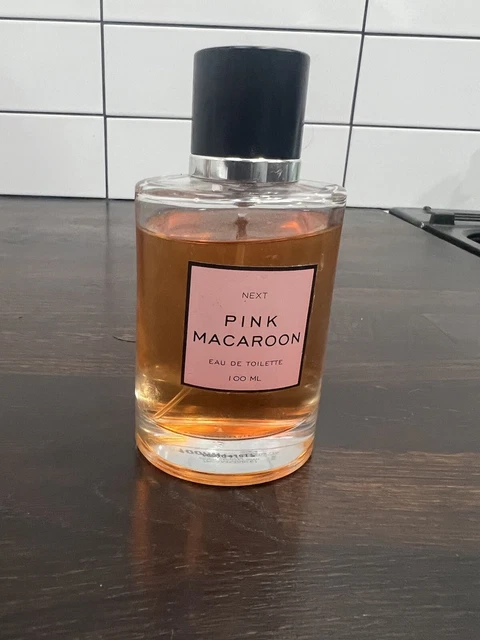 NEXT
PINK
MACAROON
EAU DE TOILETTE
100 ML